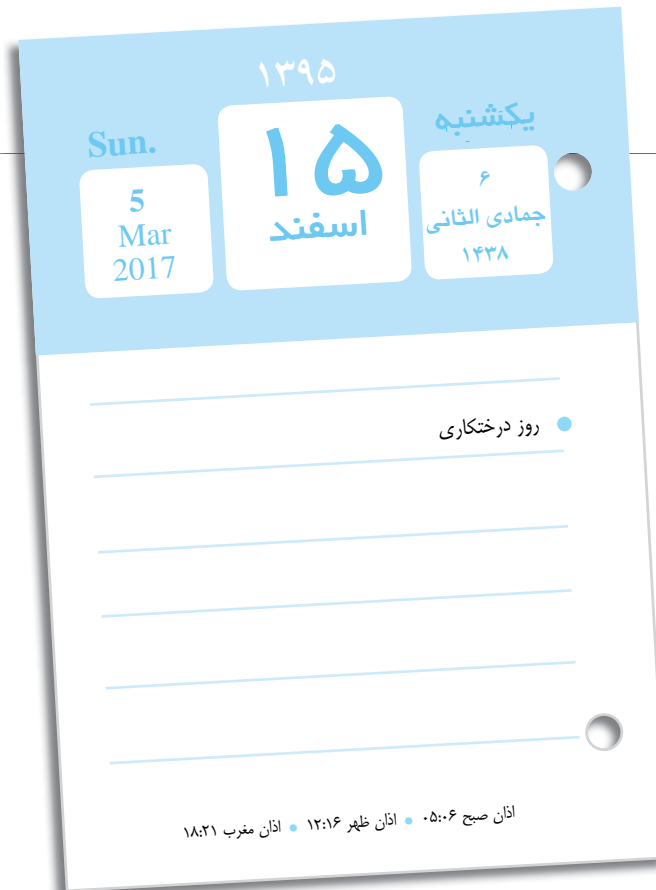 ۱۳۹۵
یکشنبه
۶
جمادی الثانی
۱۴۳۸
۱۵
اسفند
Sun.
5
Mar
2017
روز درختکاری
اذان صبح ۰۵:۰۶ • اذان ظهر ۱۲:۱۶ • اذان مغرب ۱۸:۲۱